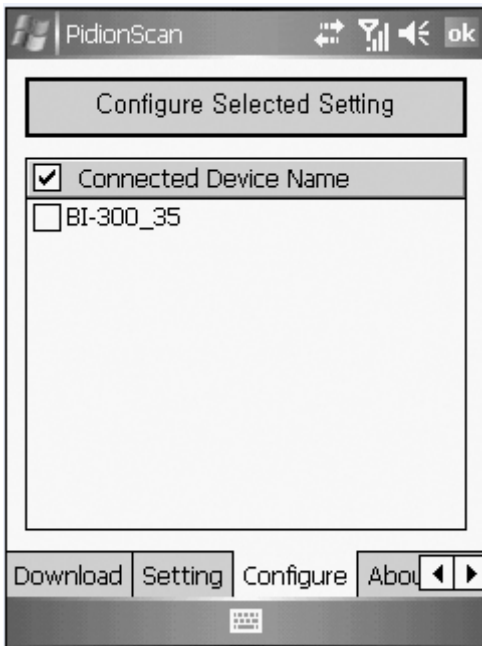 PidionScan ok
Configure Selected Setting
Connected Device Name
BI-300_35
Download Setting Configure Abou